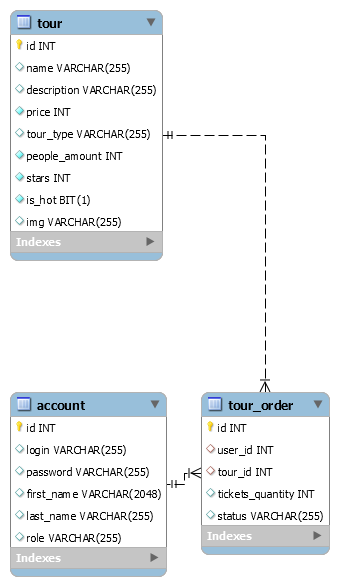 tour
id INT
name VARCHAR(255)
description VARCHAR(255)
price INT
tour_type VARCHAR(255)
people_amount INT
stars INT
is_hot BIT(1)
img VARCHAR(255)
Indexes
account
id INT
login VARCHAR(255)
password VARCHAR(255)
first_name VARCHAR(2048)
last_name VARCHAR(255)
role VARCHAR(255)
Indexes
tour_order
id INT
user_id INT
tour_id INT
tickets_quantity INT
status VARCHAR(255)
Indexes